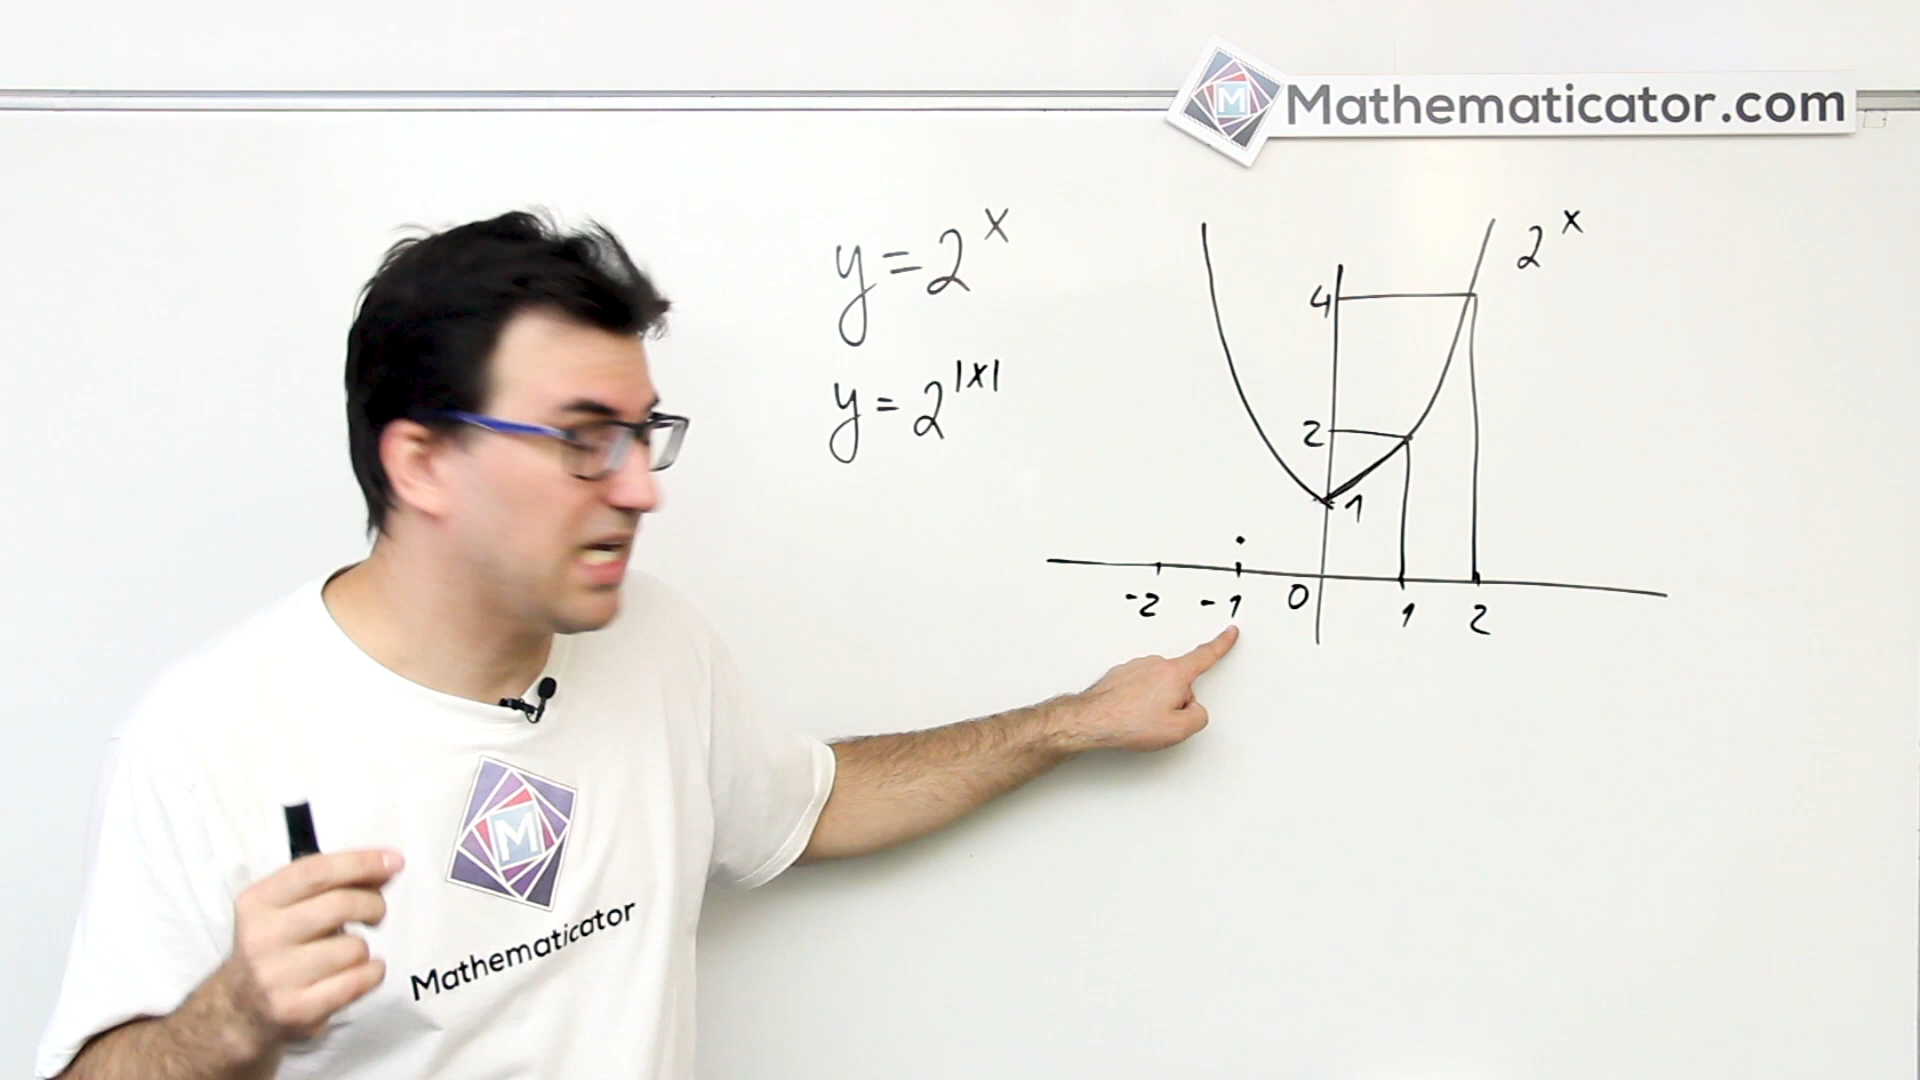 M Mathematicator.com
y = 2^x
2^x
4
y = 2^|x|
2
1
-2 -1 0 1 2
M
Mathematicator